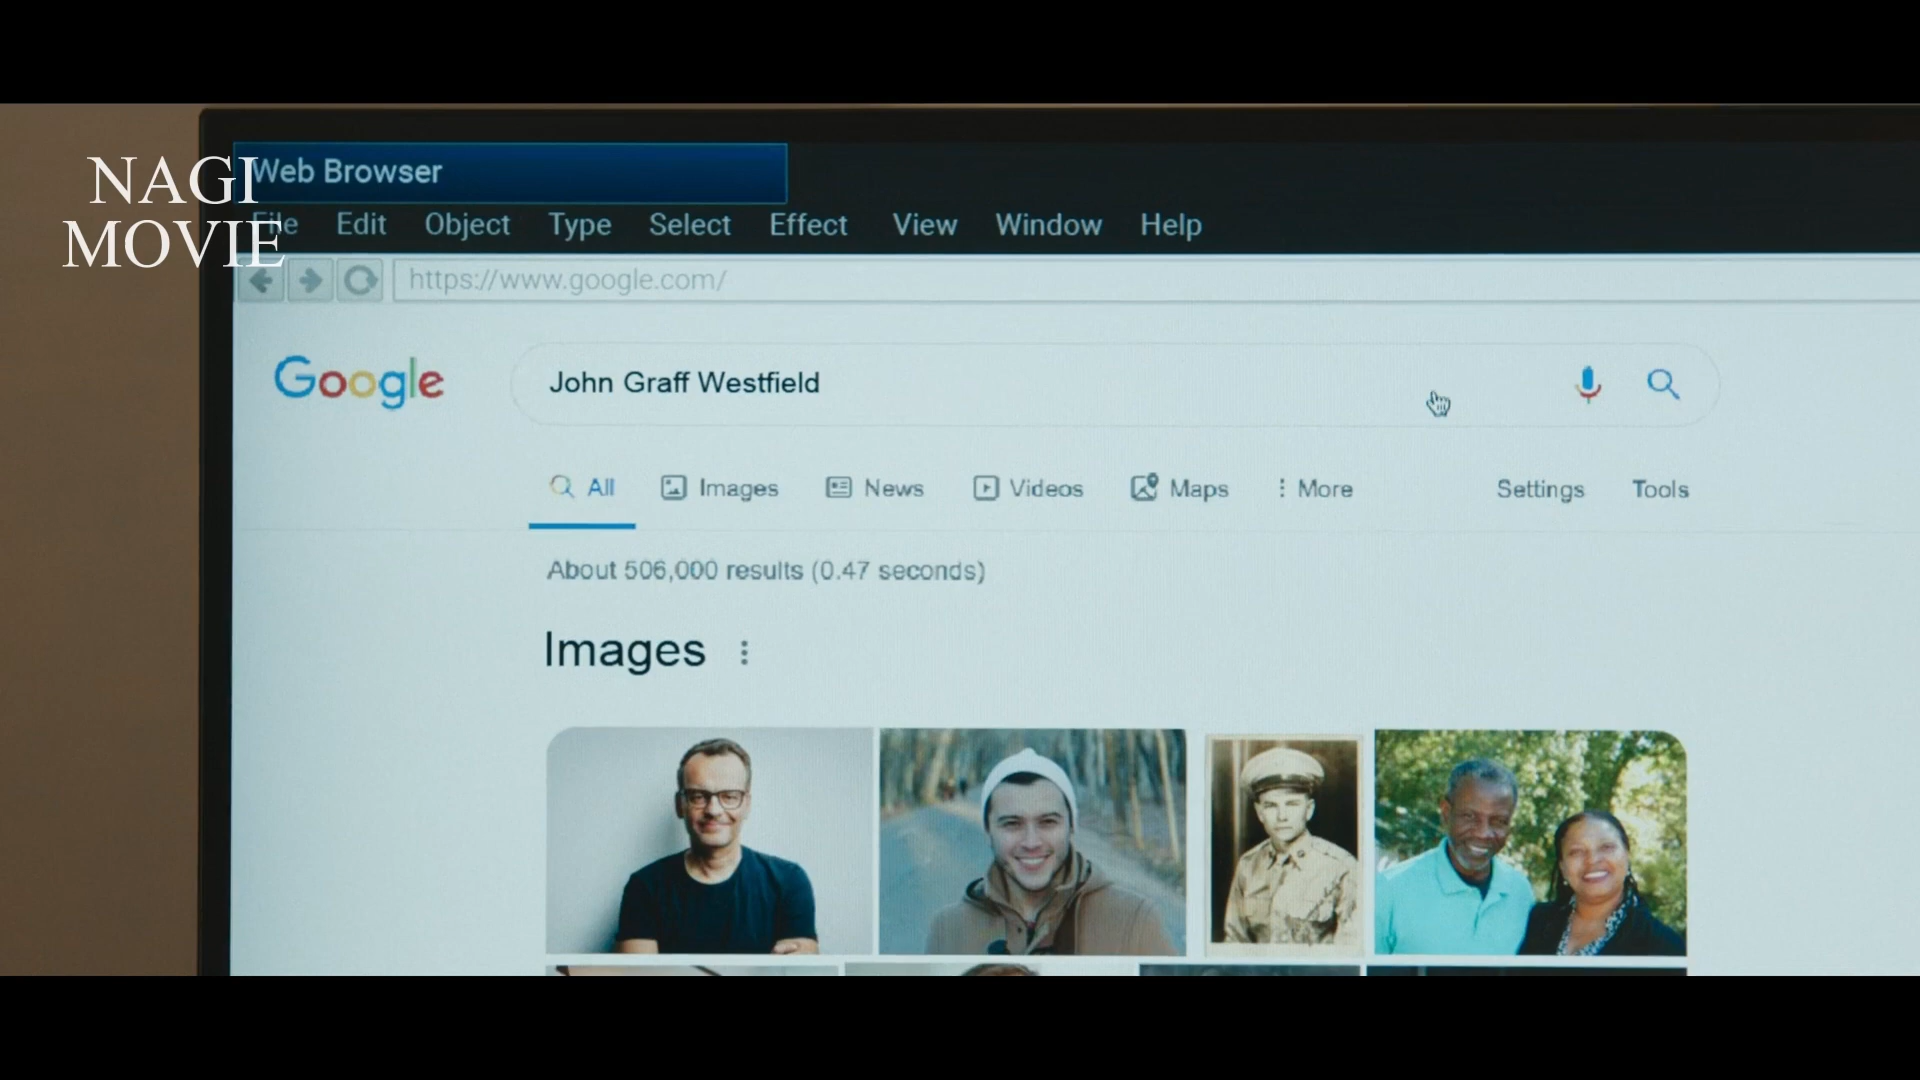 NAGI
MOVIE
Web Browser
File Edit Object Type Select Effect View Window Help
https://www.google.com/
Google
John Graff Westfield
All Images News Videos Maps More Settings Tools
About 506,000 results (0.47 seconds)
Images